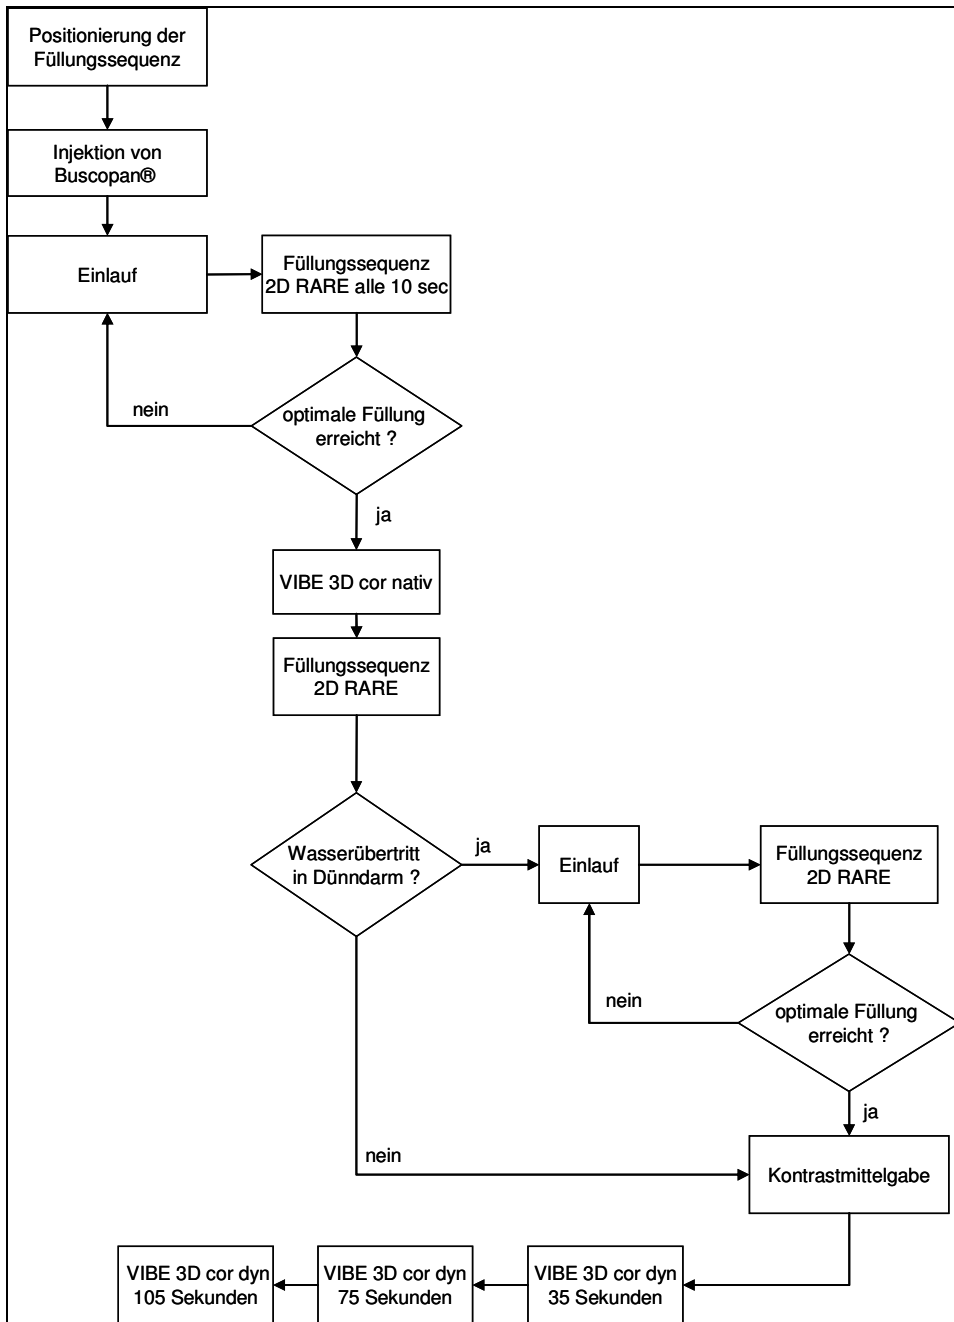 Positionierung der
Füllungssequenz
Injektion von
Buscopan®
Einlauf
Füllungssequenz
2D RARE alle 10 sec
optimale Füllung
erreicht ?
nein
ja
VIBE 3D cor nativ
Füllungssequenz
2D RARE
Wasserübertritt
in Dünndarm ?
ja
Einlauf
Füllungssequenz
2D RARE
optimale Füllung
erreicht ?
nein
ja
nein
Kontrastmittelgabe
VIBE 3D cor dyn
35 Sekunden
VIBE 3D cor dyn
75 Sekunden
VIBE 3D cor dyn
105 Sekunden